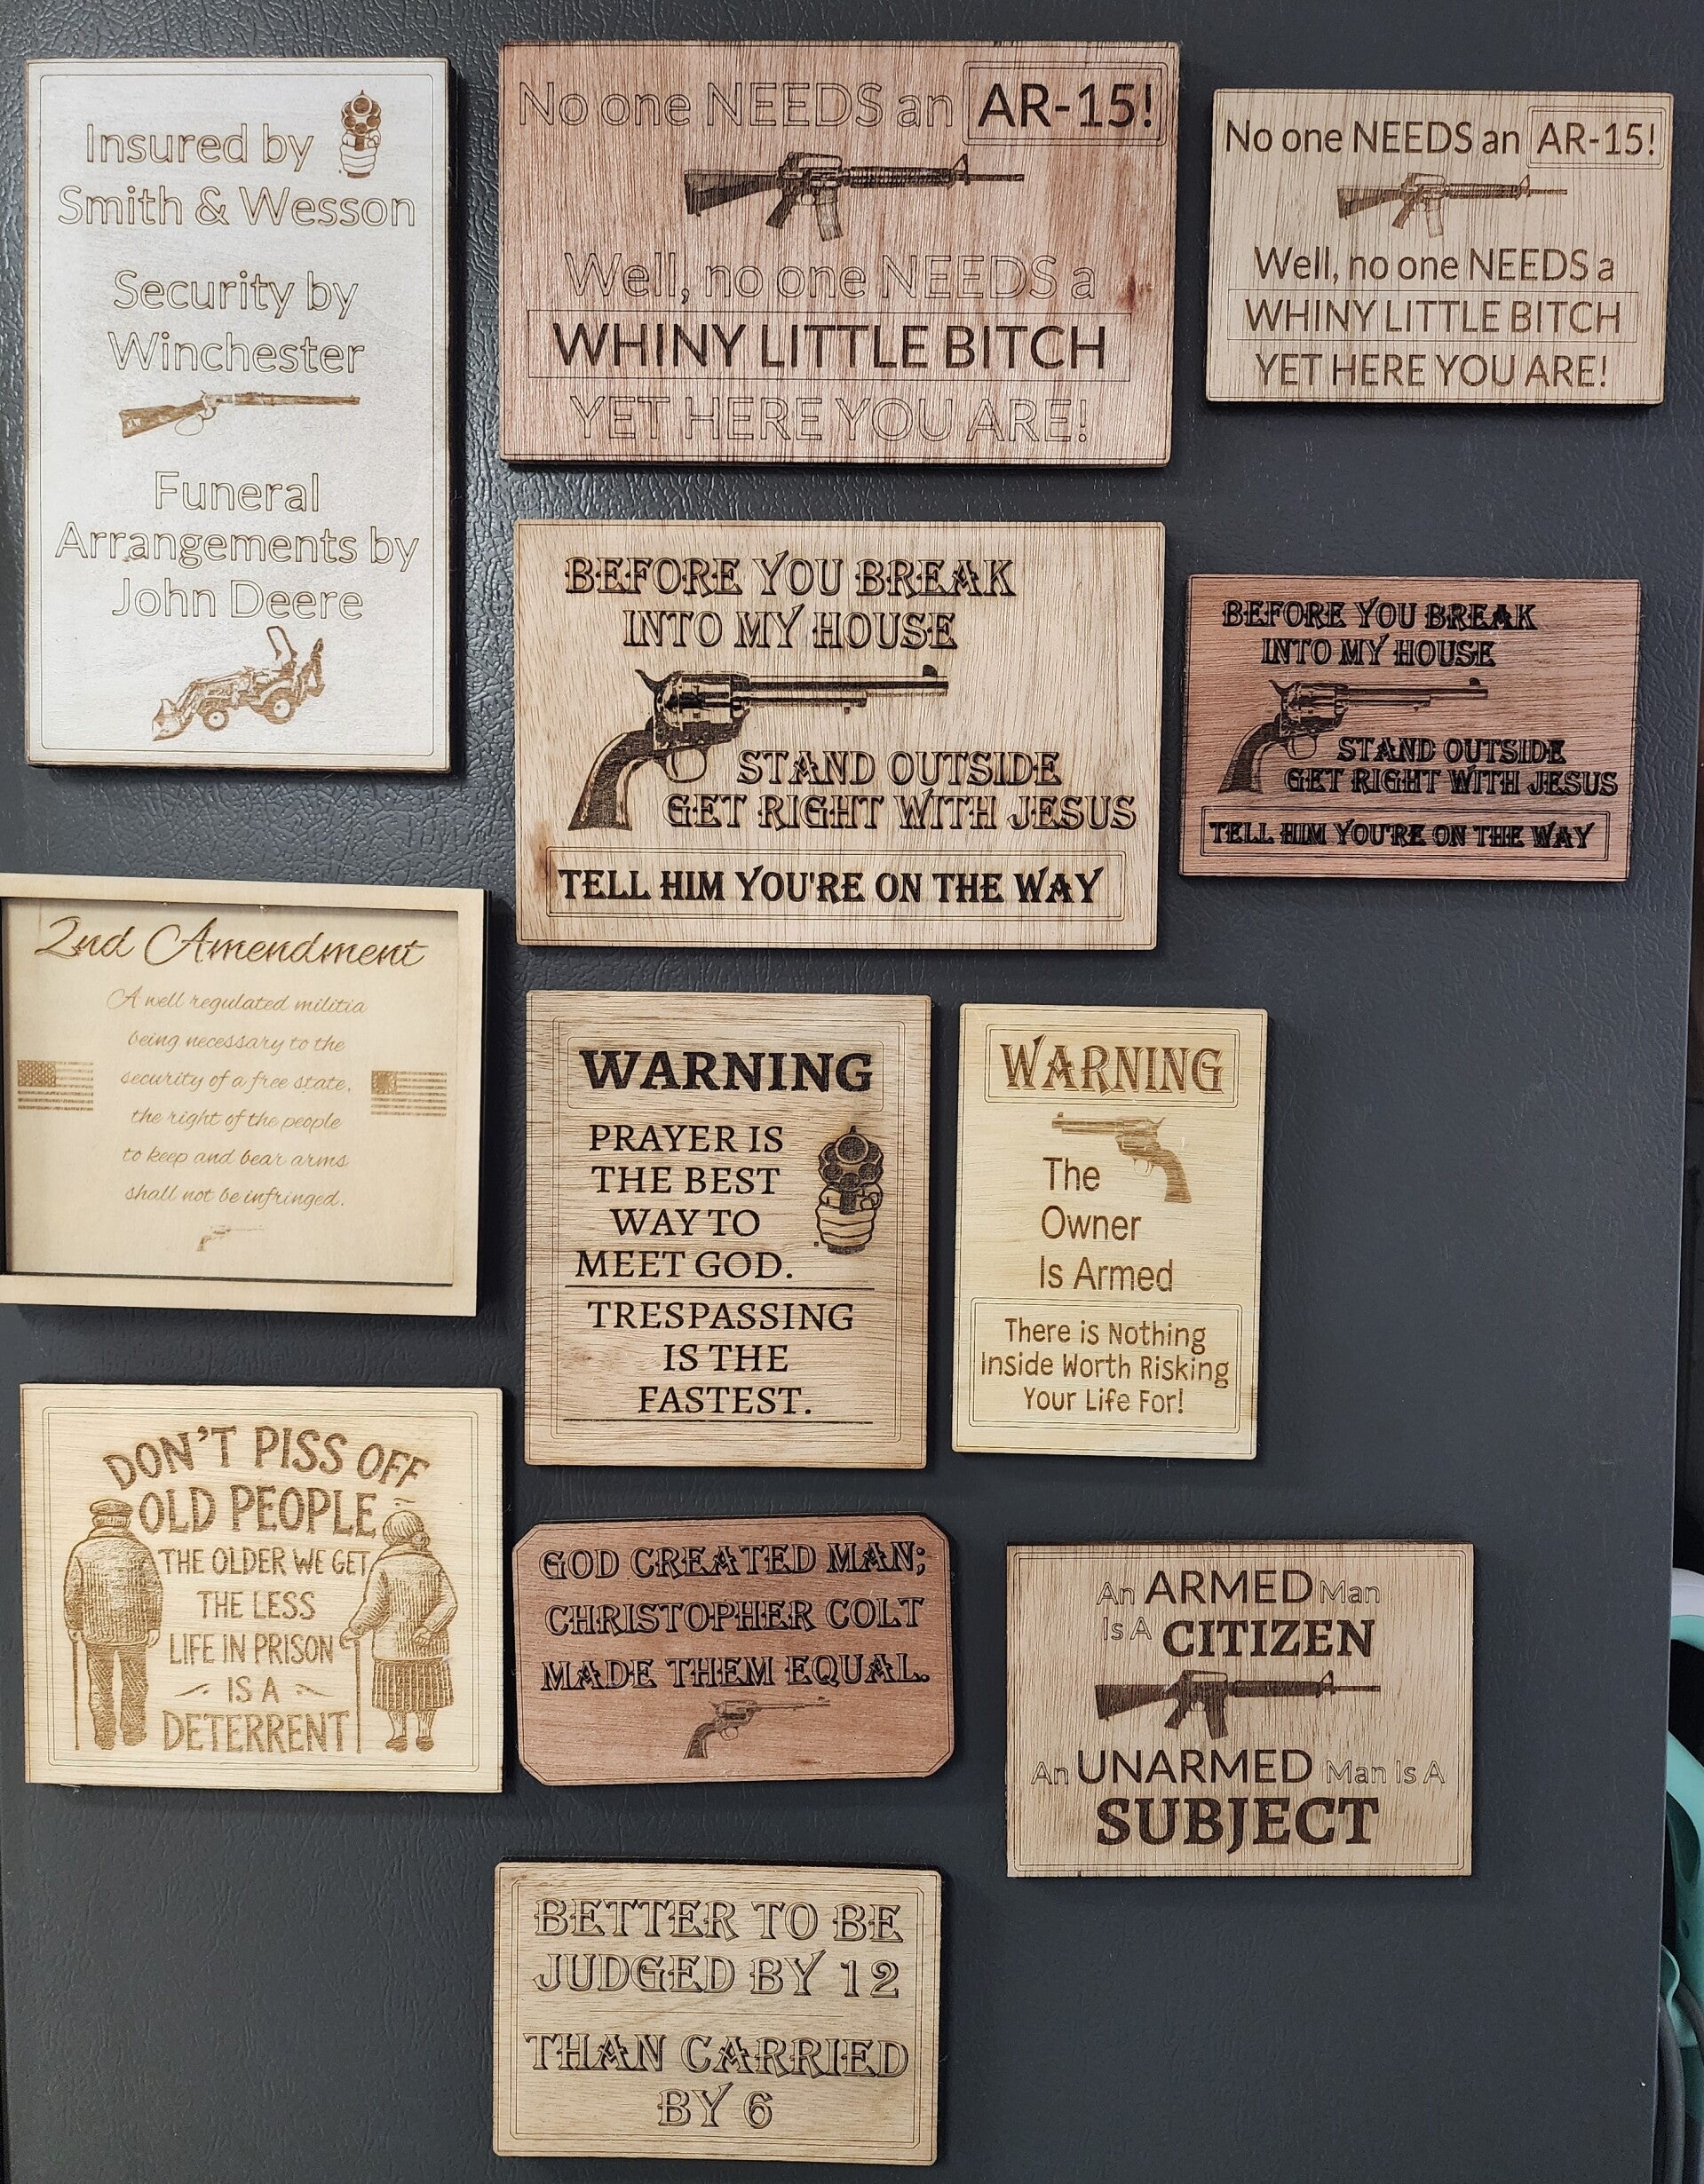 Insured by
Smith & Wesson
Security by
Winchester
Funeral
Arrangements by
John Deere
No one NEEDS an AR-15!
Well, no one NEEDS a
WHINY LITTLE BITCH
YET HERE YOU ARE!
No one NEEDS an AR-15!
Well, no one NEEDS a
WHINY LITTLE BITCH
YET HERE YOU ARE!
BEFORE YOU BREAK
INTO MY HOUSE
STAND OUTSIDE
GET RIGHT WITH JESUS
TELL HIM YOU'RE ON THE WAY
BEFORE YOU BREAK
INTO MY HOUSE
STAND OUTSIDE
GET RIGHT WITH JESUS
TELL HIM YOU'RE ON THE WAY
2nd Amendment
A well regulated militia
being necessary to the
security of a free state,
the right of the people
to keep and bear arms
shall not be infringed.
WARNING
PRAYER IS
THE BEST
WAY TO
MEET GOD.
TRESPASSING
IS THE
FASTEST.
WARNING
The
Owner
Is Armed
There is Nothing
Inside Worth Risking
Your Life For!
DON'T PISS OFF
OLD PEOPLE
THE OLDER WE GET
THE LESS
LIFE IN PRISON
IS A
DETERRENT
GOD CREATED MAN;
CHRISTOPHER COLT
MADE THEM EQUAL.
An ARMED Man
Is A CITIZEN
An UNARMED Man Is A
SUBJECT
BETTER TO BE
JUDGED BY 12
THAN CARRIED
BY 6